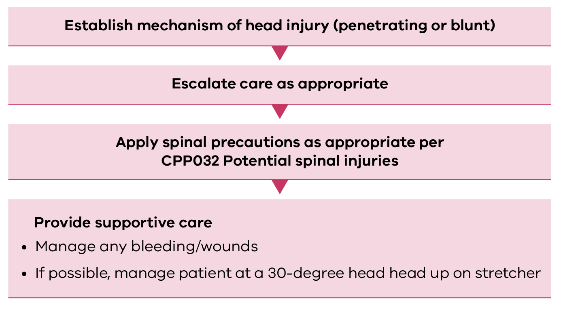 Establish mechanism of head injury (penetrating or blunt)
Escalate care as appropriate
Apply spinal precautions as appropriate per
CPP032 Potential spinal injuries
Provide supportive care
• Manage any bleeding/wounds
• If possible, manage patient at a 30-degree head head up on stretcher